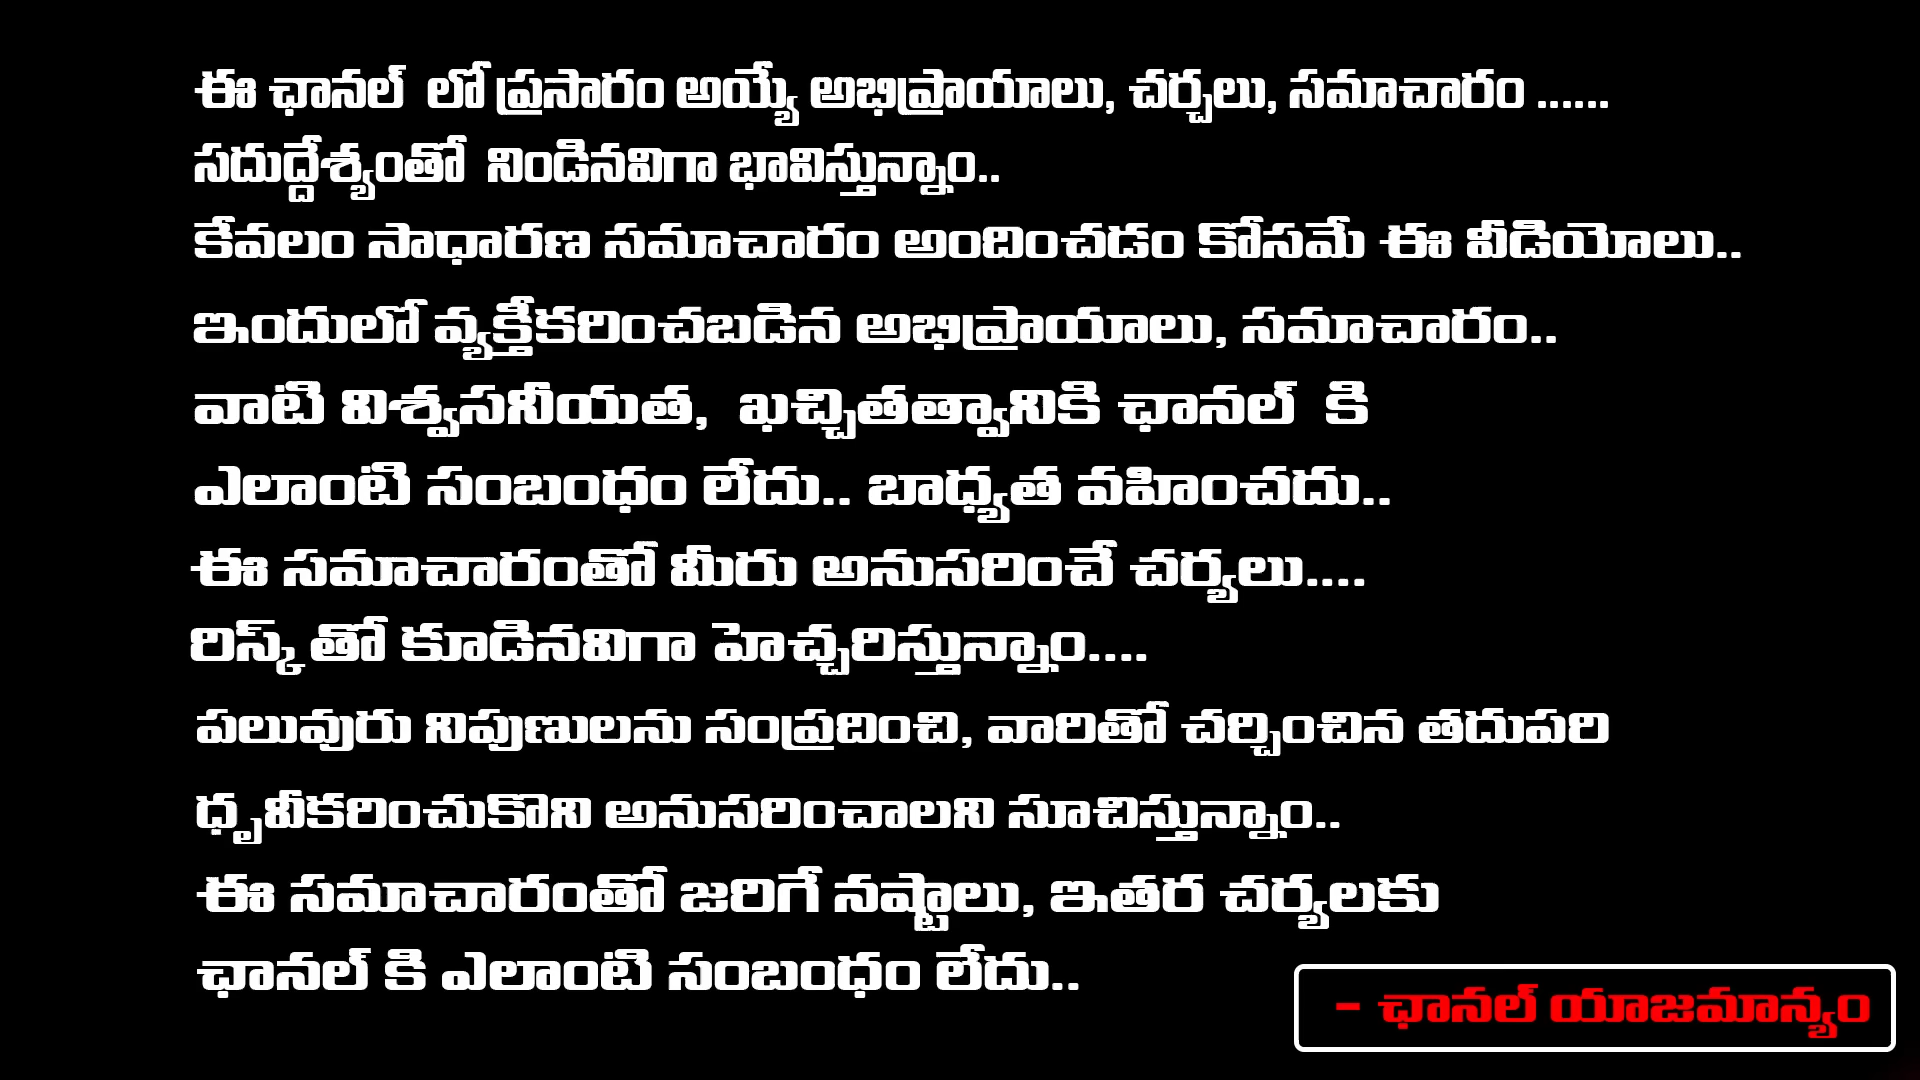 ఈ ఛానల్ లో ప్రసారం అయ్యే అభిప్రాయాలు, చర్చలు, సమాచారం ......
సదుద్దేశ్యంతో నిండినవిగా భావిస్తున్నాం..
కేవలం సాధారణ సమాచారం అందించడం కోసమే ఈ వీడియోలు..
ఇందులో వ్యక్తీకరించబడిన అభిప్రాయాలు, సమాచారం..
వాటి విశ్వసనీయత, ఖచ్చితత్వానికి ఛానల్ కి
ఎలాంటి సంబంధం లేదు.. బాధ్యత వహించదు..
ఈ సమాచారంతో మీరు అనుసరించే చర్యలు....
రిస్క్ తో కూడినవిగా హెచ్చరిస్తున్నాం....
పలువురు నిపుణులను సంప్రదించి, వారితో చర్చించిన తదుపరి
ధృవీకరించుకొని అనుసరించాలని సూచిస్తున్నాం..
ఈ సమాచారంతో జరిగే నష్టాలు, ఇతర చర్యలకు
ఛానల్ కి ఎలాంటి సంబంధం లేదు..
- ఛానల్ యాజమాన్యం